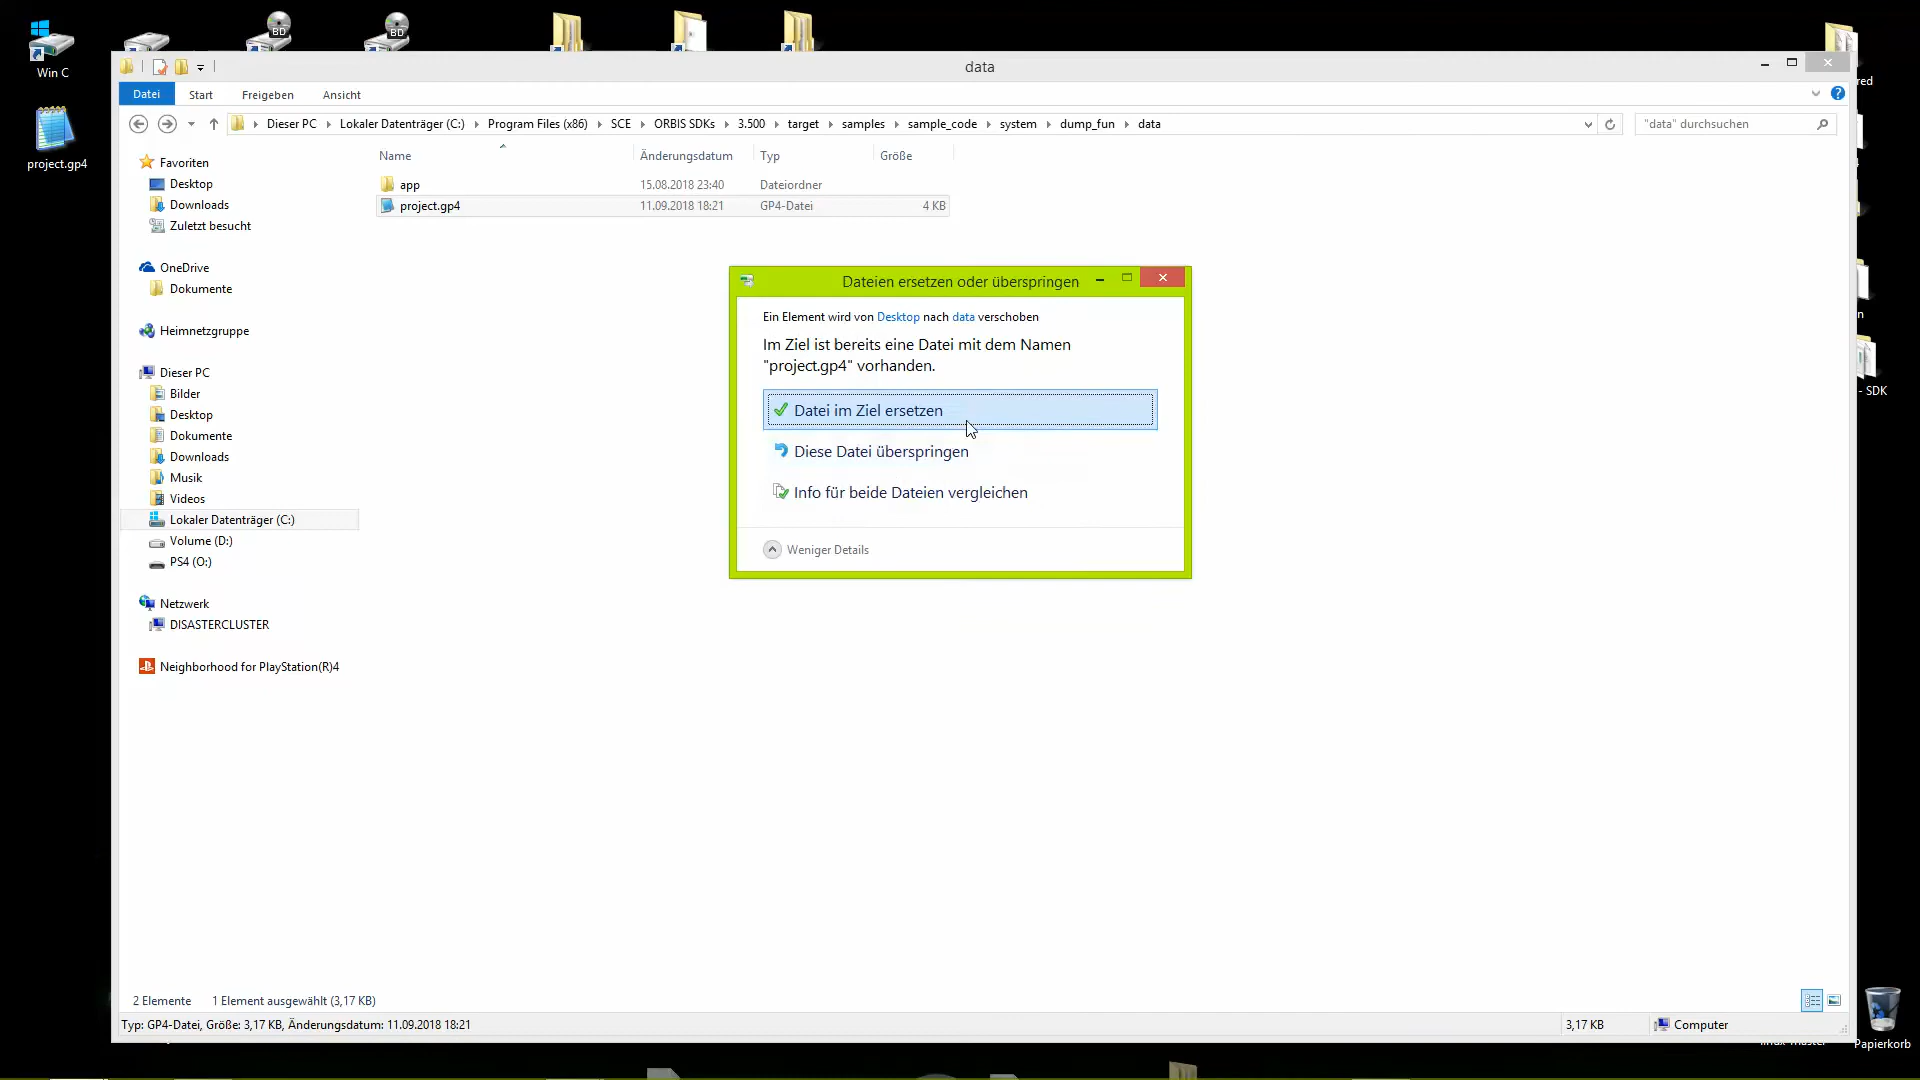 BD
BD
Win C
project.gp4
red
n
- SDK
Papierkorb
data
Datei Start Freigeben Ansicht
Dieser PC Lokaler Datenträger (C:) Program Files (x86) SCE ORBIS SDKs 3.500 target samples sample_code system dump_fun data
"data" durchsuchen
Name Änderungsdatum Typ Größe
app 15.08.2018 23:40 Dateiordner
project.gp4 11.09.2018 18:21 GP4-Datei 4 KB
Favoriten
Desktop
Downloads
Zuletzt besucht
OneDrive
Dokumente
Heimnetzgruppe
Dieser PC
Bilder
Desktop
Dokumente
Downloads
Musik
Videos
Lokaler Datenträger (C:)
Volume (D:)
PS4 (O:)
Netzwerk
DISASTERCLUSTER
Neighborhood for PlayStation(R)4
Dateien ersetzen oder überspringen
Ein Element wird von Desktop nach data verschoben
Im Ziel ist bereits eine Datei mit dem Namen
"project.gp4" vorhanden.
Datei im Ziel ersetzen
Diese Datei überspringen
Info für beide Dateien vergleichen
Weniger Details
2 Elemente 1 Element ausgewählt (3,17 KB)
Typ: GP4-Datei, Größe: 3,17 KB, Änderungsdatum: 11.09.2018 18:21
3,17 KB
Computer